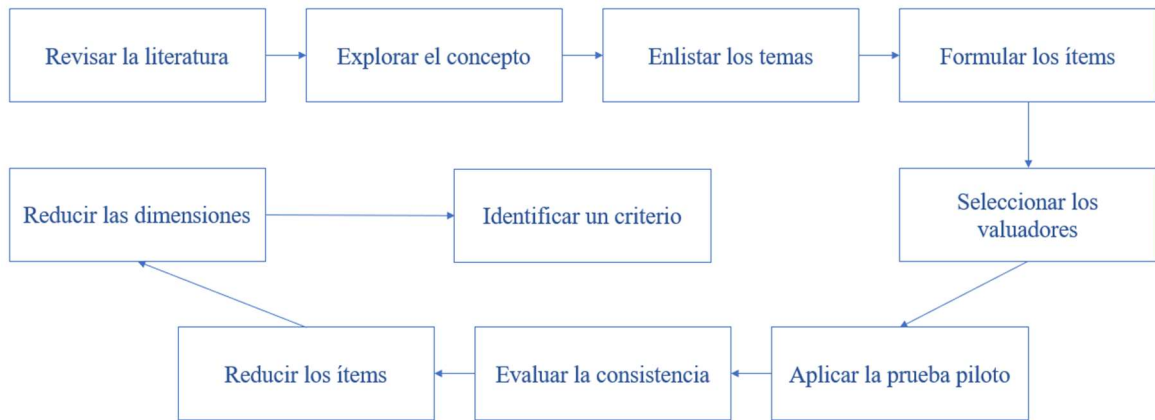 Revisar la literatura
Explorar el concepto
Enlistar los temas
Formular los ítems
Seleccionar los
valuadores
Aplicar la prueba piloto
Evaluar la consistencia
Reducir los ítems
Reducir las dimensiones
Identificar un criterio